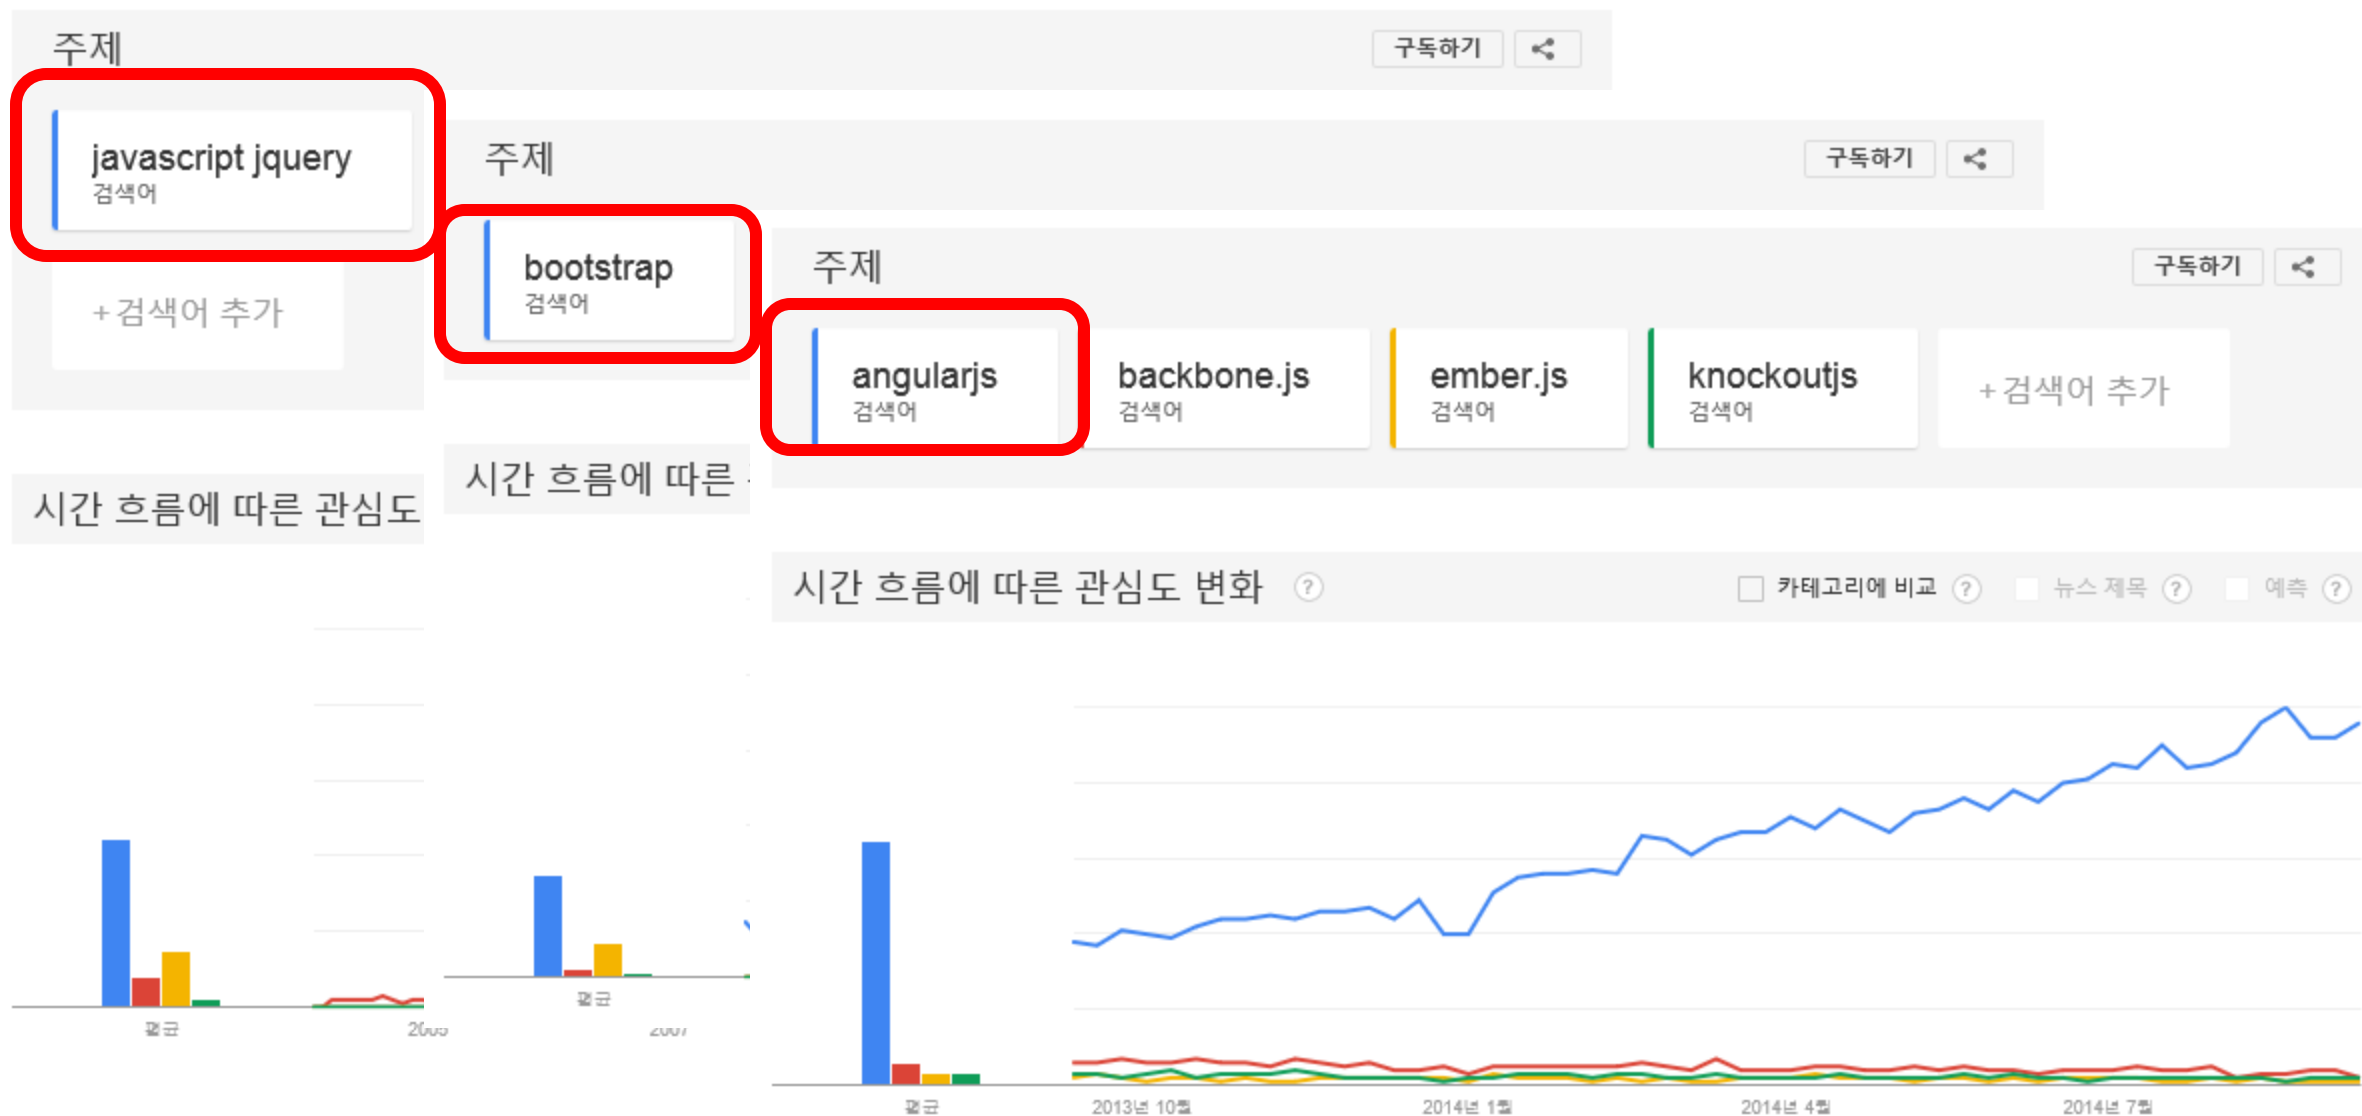 주제
구독하기
javascript jquery
검색어
+ 검색어 추가
시간 흐름에 따른 관심도
평균
2005
주제
구독하기
bootstrap
검색어
시간 흐름에 따른
평균
2007
주제
구독하기
angularjs
검색어
backbone.js
검색어
ember.js
검색어
knockoutjs
검색어
+ 검색어 추가
시간 흐름에 따른 관심도 변화 ?
카테고리에 비교 ? 뉴스 제목 ? 예측 ?
평균 2013년 10월 2014년 1월 2014년 4월 2014년 7월